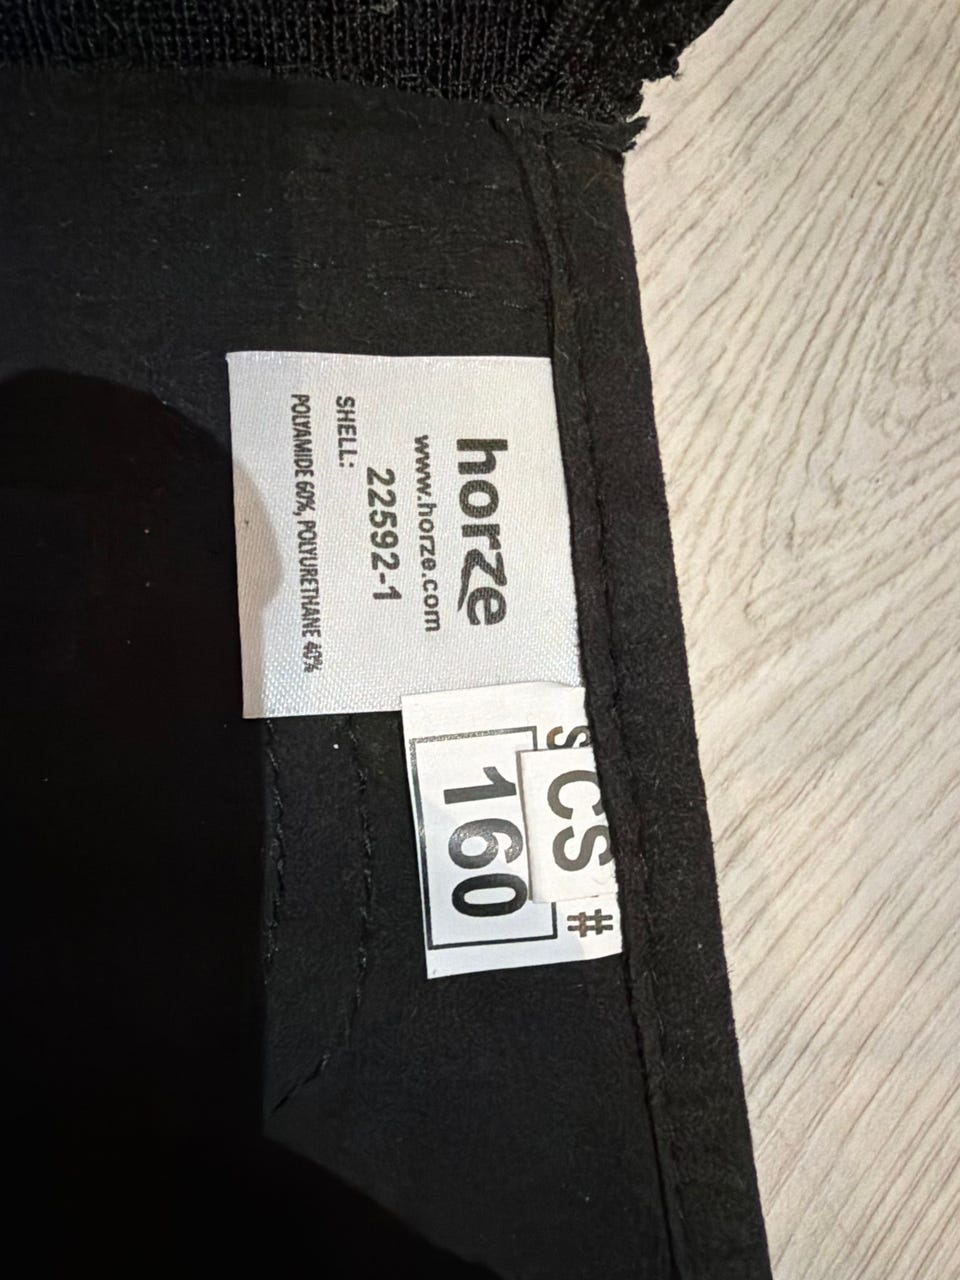 horze
www.horze.com
22592-1
SHELL:
POLYAMIDE 60%, POLYURETHANE 40%
CS
#
160